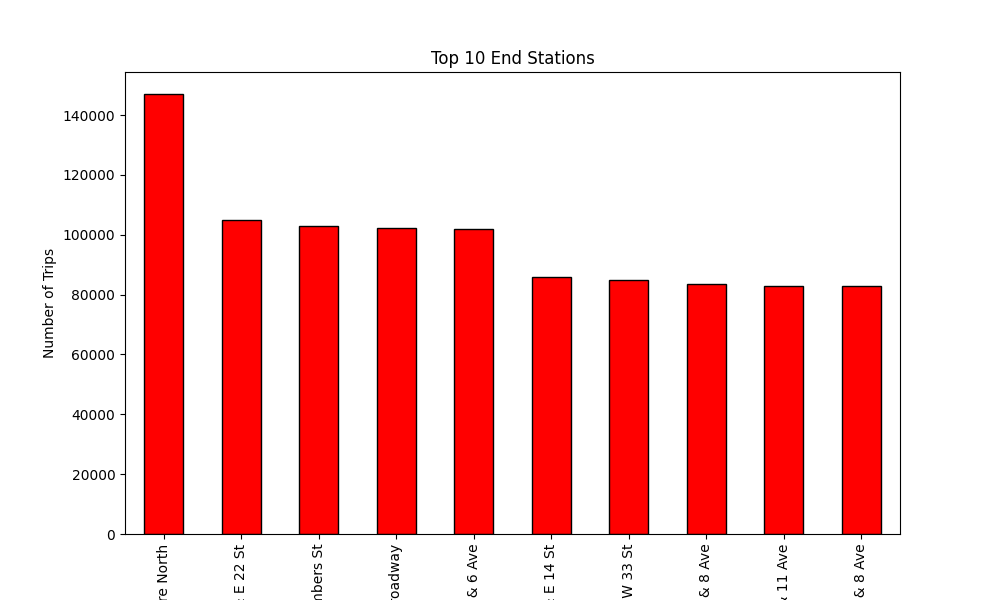 Top 10 End Stations
Number of Trips
140000
120000
100000
80000
60000
40000
20000
0
re North
E 22 St
mbers St
roadway
& 6 Ave
E 14 St
W 33 St
& 8 Ave
11 Ave
& 8 Ave